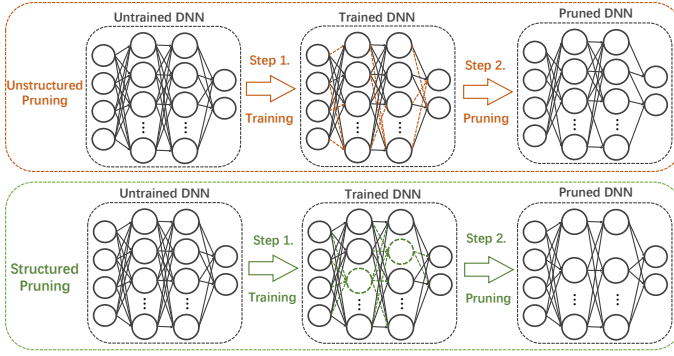 Untrained DNN
Trained DNN
Pruned DNN
Unstructured
Pruning
Step 1.
Training
Step 2.
Pruning
Untrained DNN
Trained DNN
Pruned DNN
Structured
Pruning
Step 1.
Training
Step 2.
Pruning